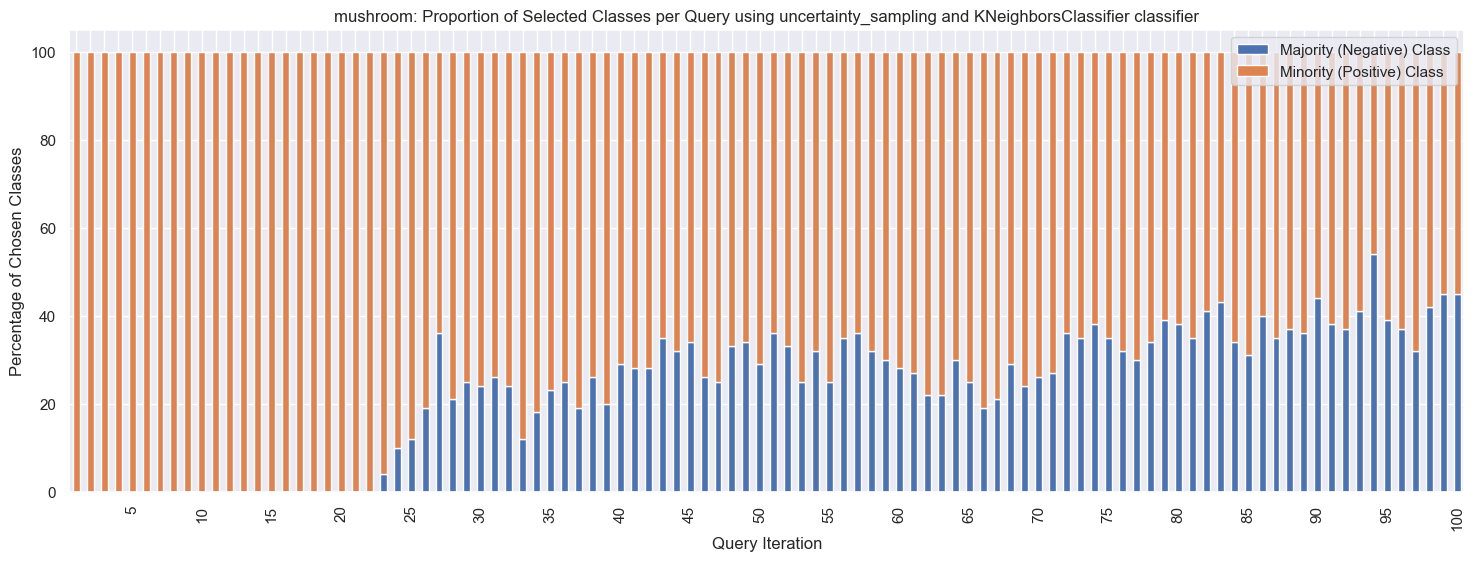 mushroom: Proportion of Selected Classes per Query using uncertainty_sampling and KNeighborsClassifier classifier
Majority (Negative) Class
Minority (Positive) Class
Percentage of Chosen Classes
100
80
60
40
20
0
5 10 15 20 25 30 35 40 45 50 55 60 65 70 75 80 85 90 95 100
Query Iteration